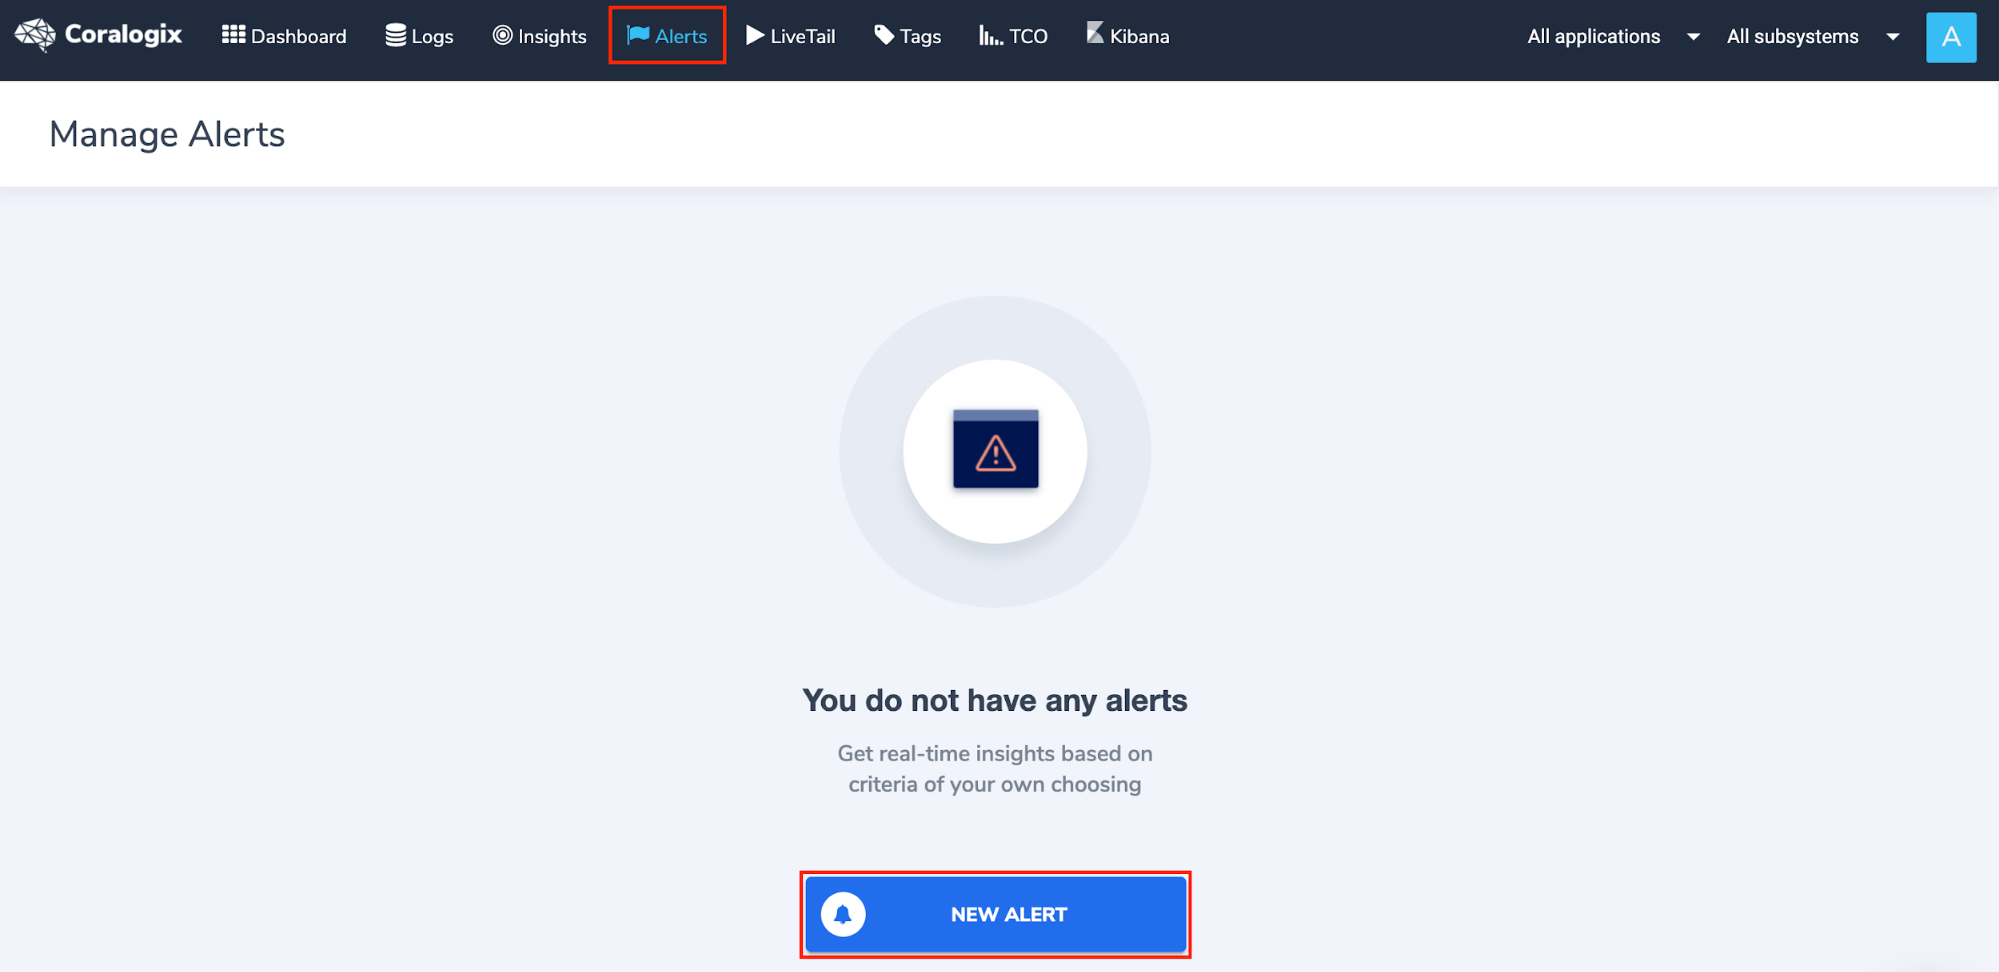 Coralogix Dashboard Logs Insights Alerts LiveTail Tags TCO Kibana All applications All subsystems A
Manage Alerts
You do not have any alerts
Get real-time insights based on
criteria of your own choosing
NEW ALERT